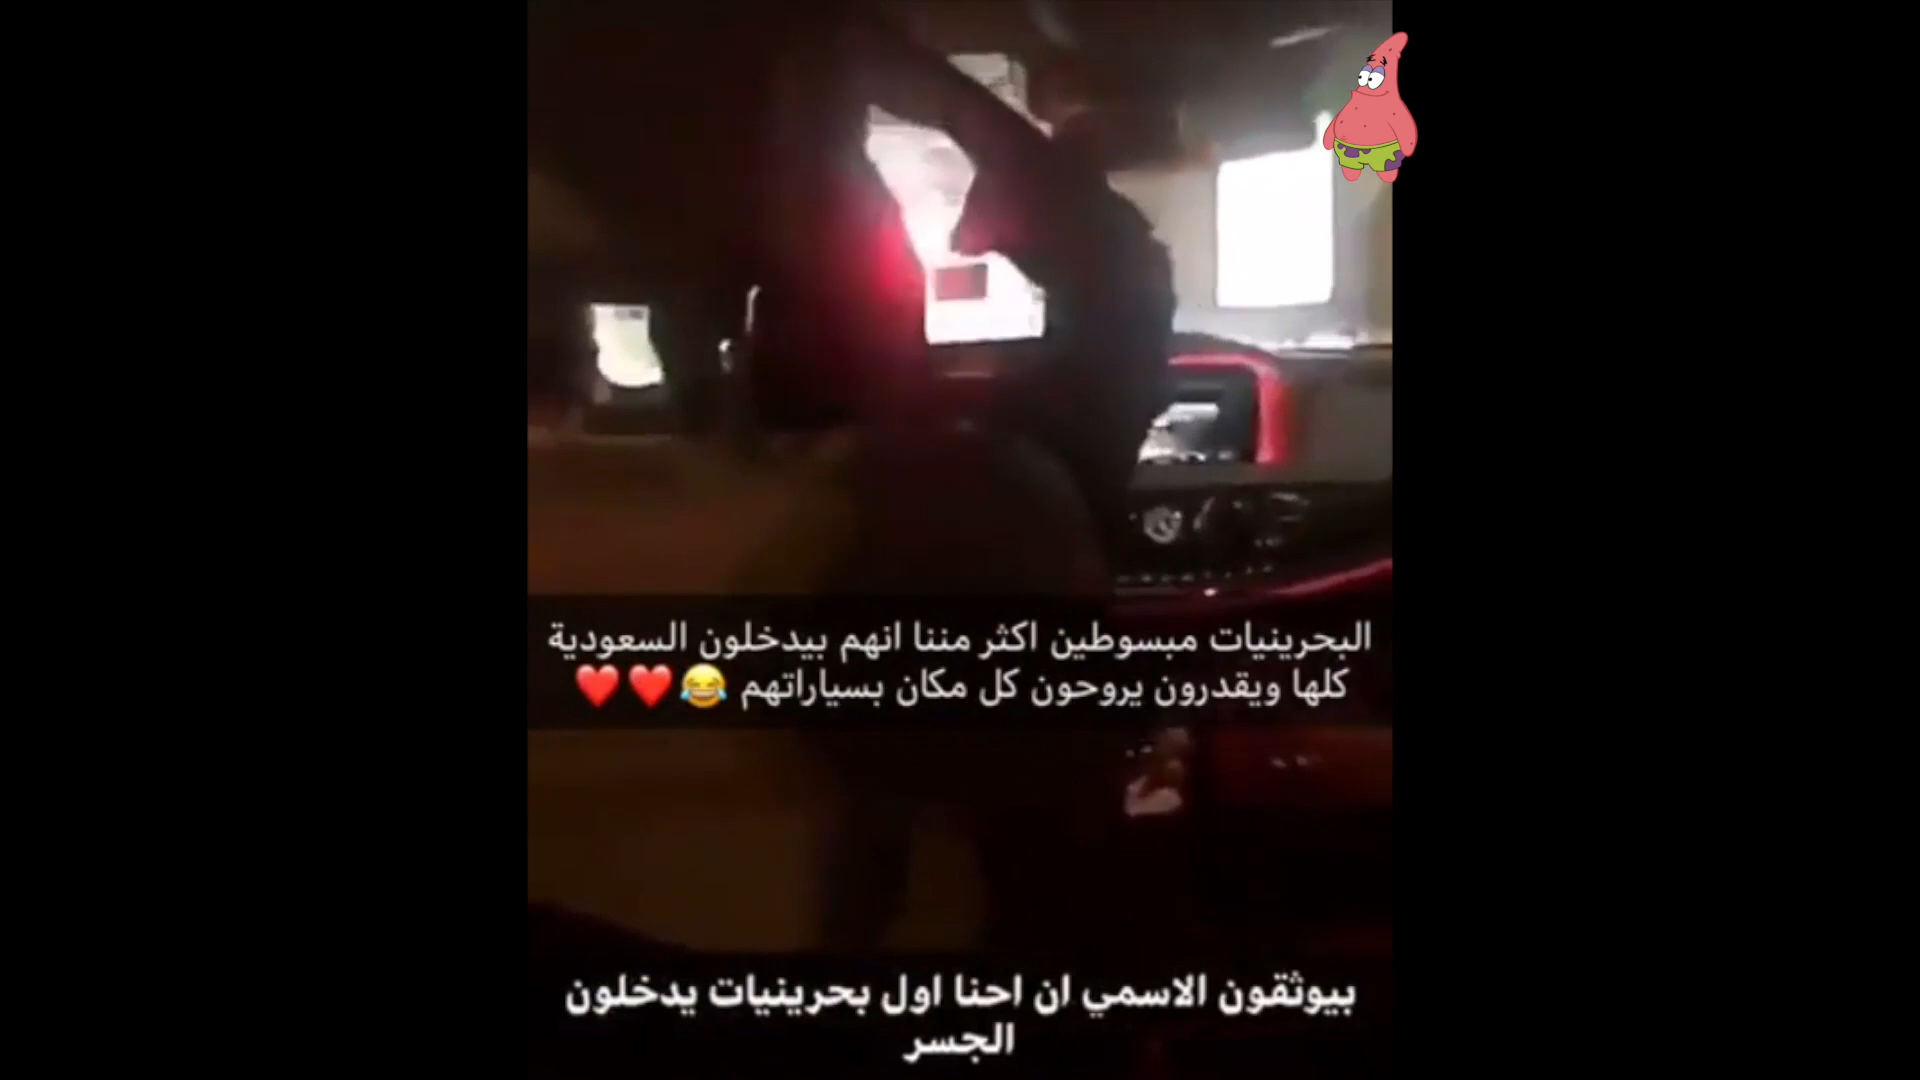 البحرينيات مبسوطين اكثر مننا انهم بيدخلون السعودية
كلها ويقدرون يروحون كل مكان بسياراتهم 😂❤️❤️
بيوثقون الاسمي ان احنا اول بحرينيات يدخلون
الجسر